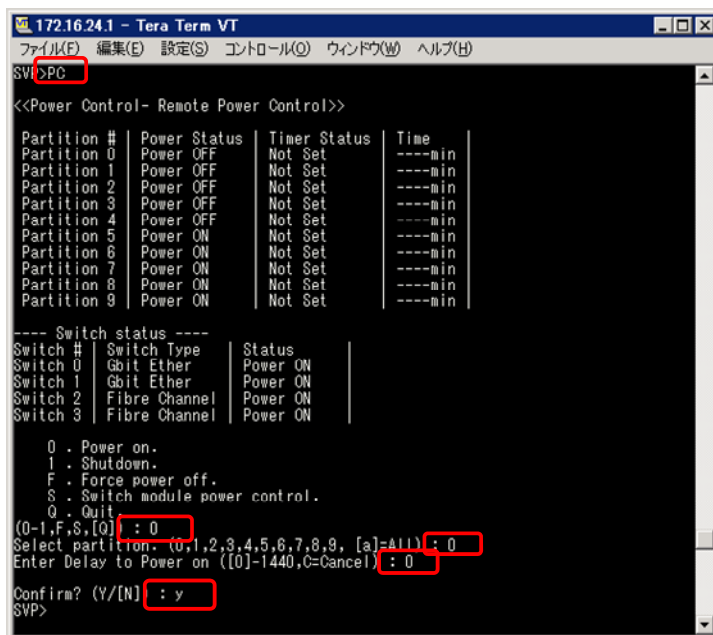 172.16.24.1 - Tera Term VT
ファイル(F) 編集(E) 設定(S) コントロール(O) ウィンドウ(W) ヘルプ(H)
SVP>PC
<<Power Control- Remote Power Control>>
Partition # | Power Status | Timer Status | Time |
Partition 0 | Power OFF | Not Set | ----min |
Partition 1 | Power OFF | Not Set | ----min |
Partition 2 | Power OFF | Not Set | ----min |
Partition 3 | Power OFF | Not Set | ----min |
Partition 4 | Power OFF | Not Set | ----min |
Partition 5 | Power ON | Not Set | ----min |
Partition 6 | Power ON | Not Set | ----min |
Partition 7 | Power ON | Not Set | ----min |
Partition 8 | Power ON | Not Set | ----min |
Partition 9 | Power ON | Not Set | ----min |
---- Switch status ----
Switch # | Switch Type | Status |
Switch 0 | Gbit Ether | Power ON |
Switch 1 | Gbit Ether | Power ON |
Switch 2 | Fibre Channel | Power ON |
Switch 3 | Fibre Channel | Power ON |
0 . Power on.
1 . Shutdown.
F . Force power off.
S . Switch module power control.
Q . Quit.
(0-1,F,S,[Q]) : 0
Select partition. (0,1,2,3,4,5,6,7,8,9, [a]=All) : 0
Enter Delay to Power on ([0]-1440,C=Cancel) : 0
Confirm? (Y/[N]) : y
SVP>